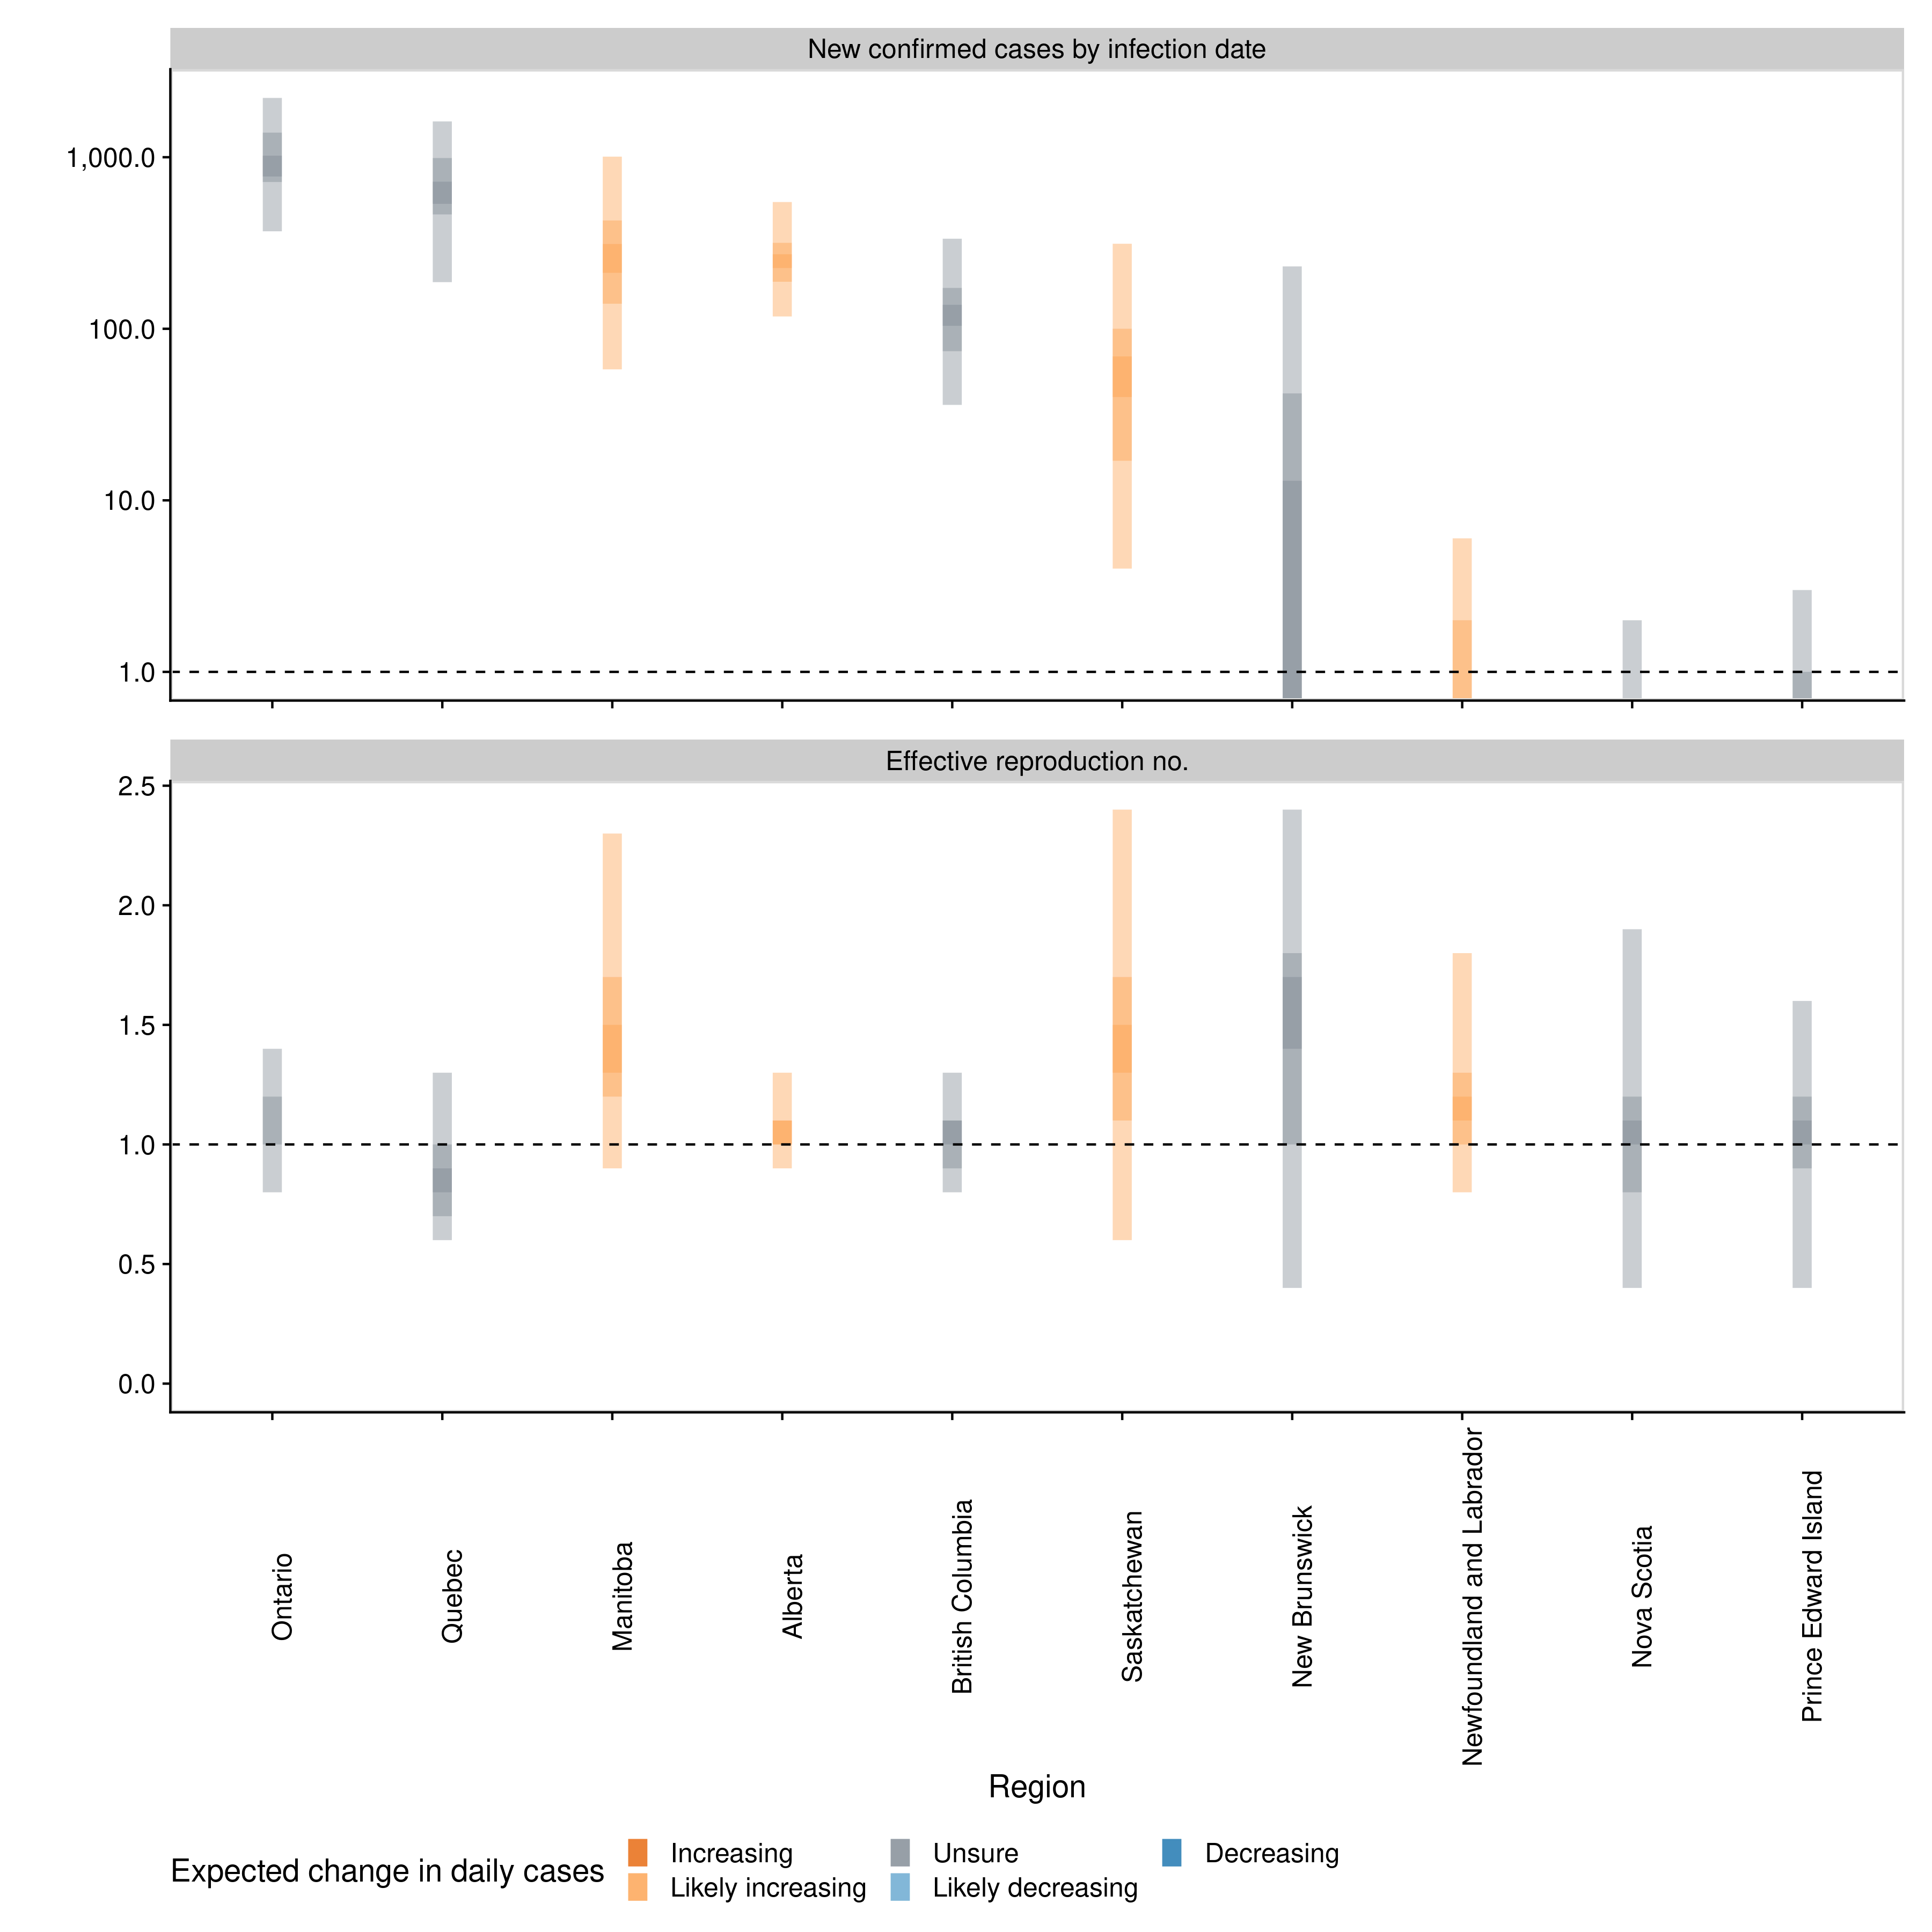 New confirmed cases by infection date
1,000.0
100.0
10.0
1.0
Effective reproduction no.
2.5
2.0
1.5
1.0
0.5
0.0
Ontario
Quebec
Manitoba
Alberta
British Columbia
Saskatchewan
New Brunswick
Newfoundland and Labrador
Nova Scotia
Prince Edward Island
Region
Expected change in daily cases
Increasing
Likely increasing
Unsure
Likely decreasing
Decreasing